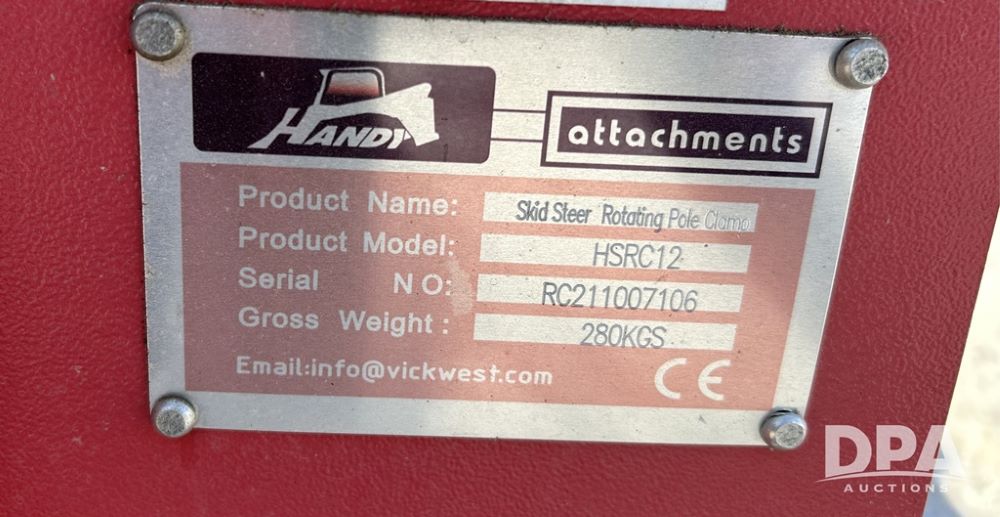 HANDY
attachments
Product Name: Skid Steer Rotating Pole Clamp
Product Model: HSRC12
Serial NO: RC211007106
Gross Weight: 280KGS
Email:info@vickwest.com
CE
DPA
AUCTIONS